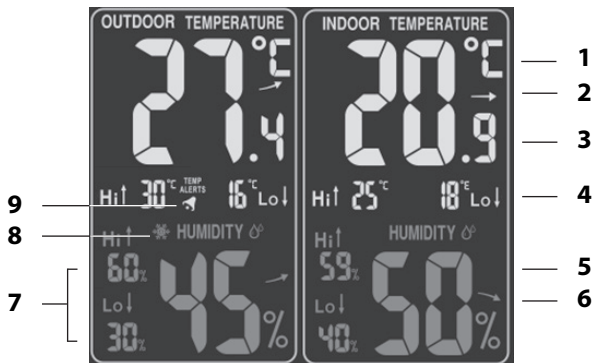 OUTDOOR TEMPERATURE
27.4 °C
Hi↑ 30°C TEMP ALERTS 16°C Lo↓
HUMIDITY
Hi↑
60%
Lo↓
30%
45%
INDOOR TEMPERATURE
20.9 °C
Hi↑ 25°C 18°E Lo↓
HUMIDITY
Hi↑
59%
Lo↓
40%
50%
1
2
3
4
5
6
9
8
7